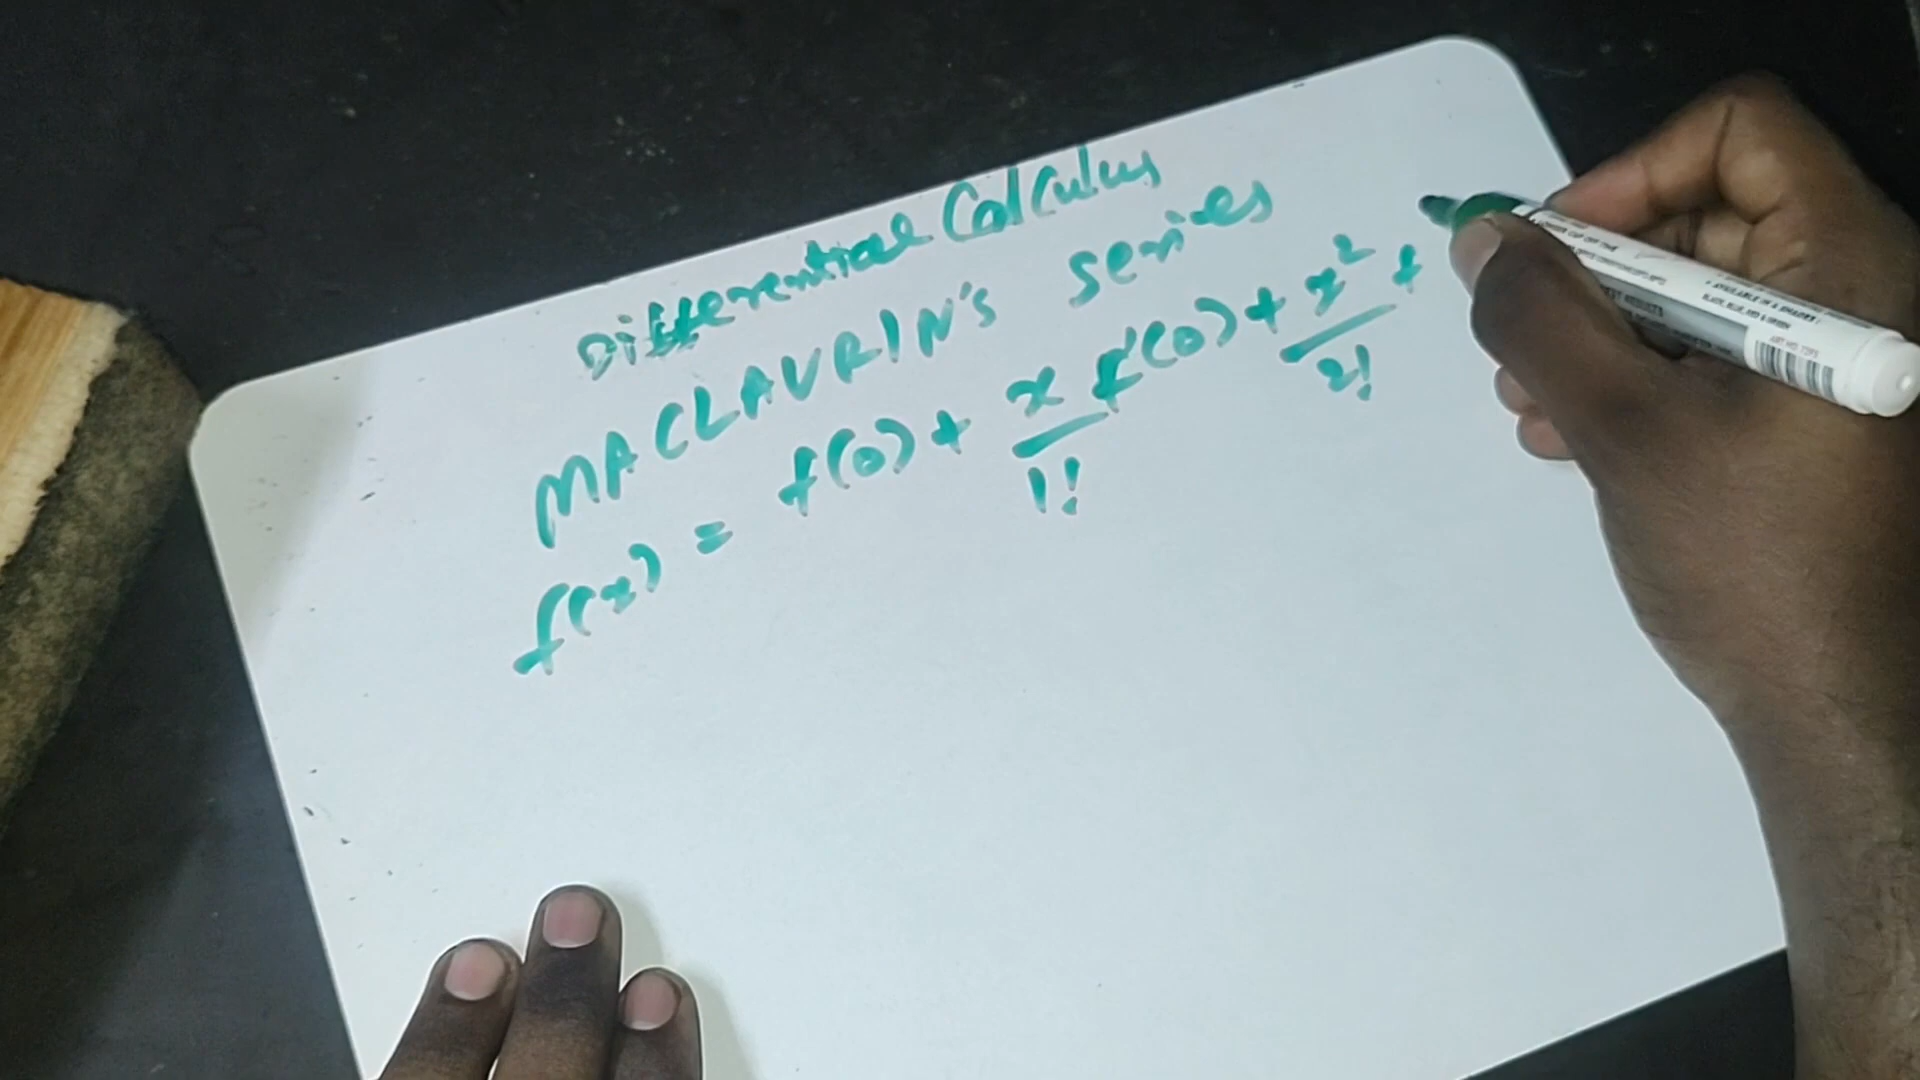 Differential Calculus
MACLAURIN's series
f(x) = f(0) + x/1! f'(0) + x²/2! f